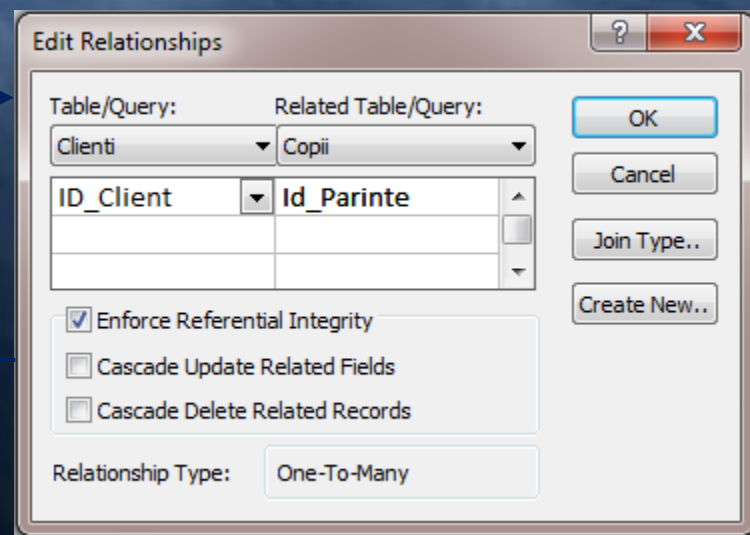 Edit Relationships
Table/Query: Related Table/Query:
Clienti Copii
ID_Client Id_Parinte
OK
Cancel
Join Type..
Create New..
Enforce Referential Integrity
Cascade Update Related Fields
Cascade Delete Related Records
Relationship Type: One-To-Many